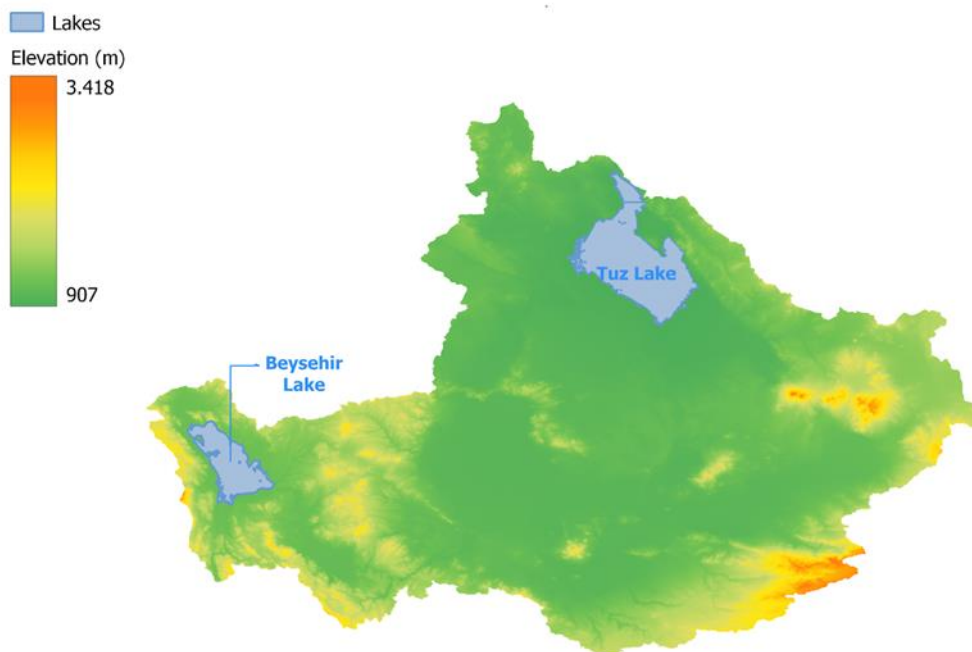 Lakes
Elevation (m)
3.418
907
Tuz Lake
Beysehir
Lake